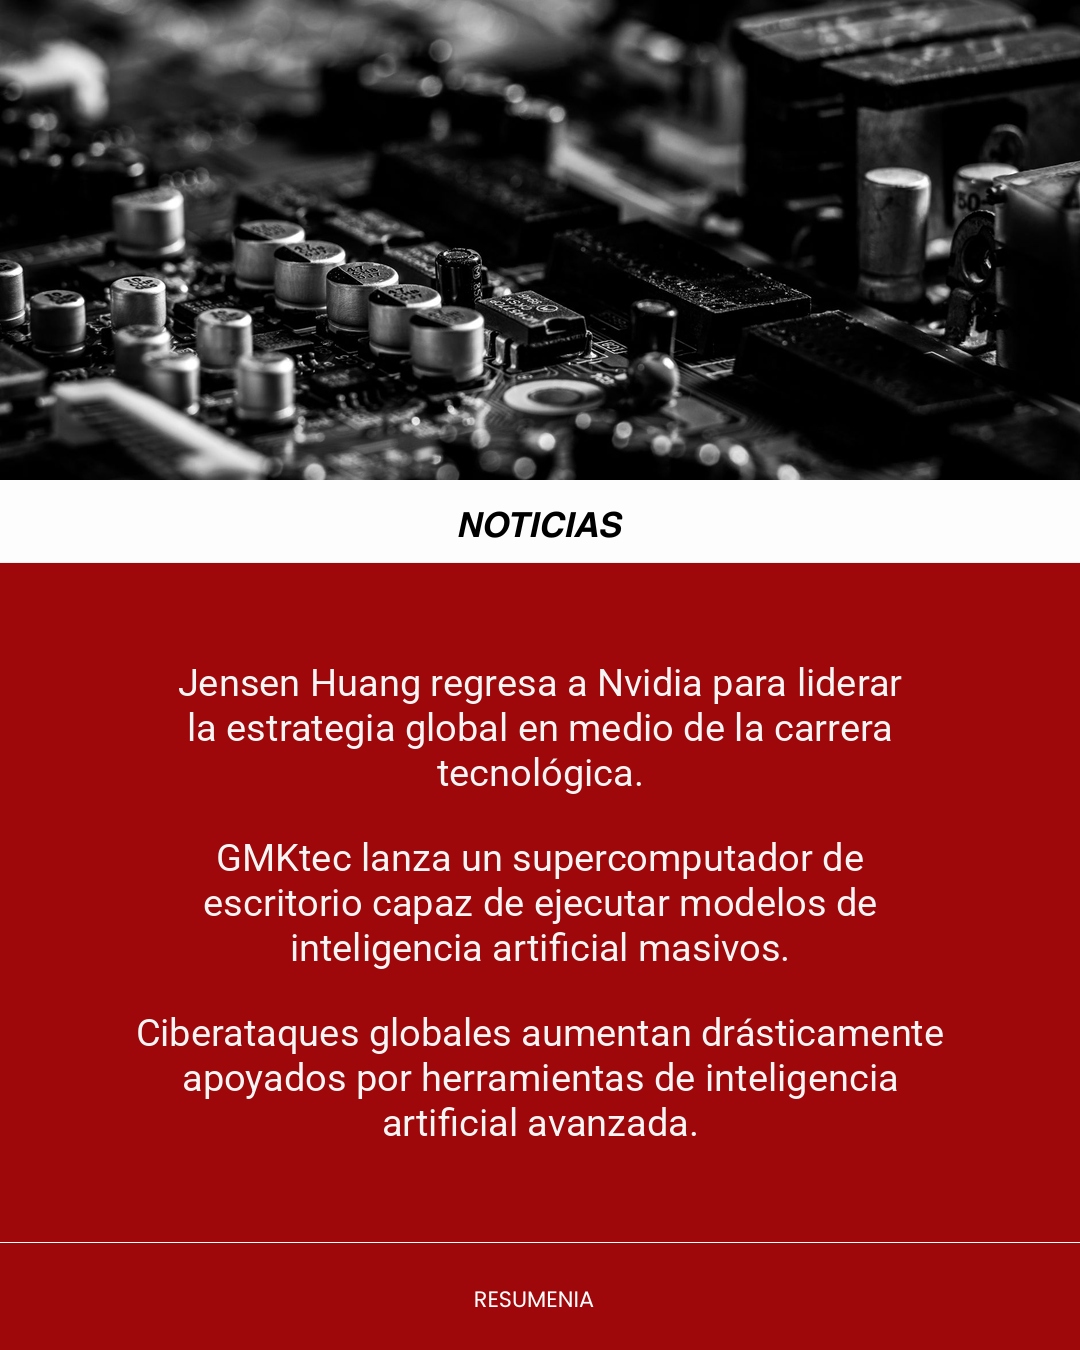 NOTICIAS
Jensen Huang regresa a Nvidia para liderar
la estrategia global en medio de la carrera
tecnológica.
GMKtec lanza un supercomputador de
escritorio capaz de ejecutar modelos de
inteligencia artificial masivos.
Ciberataques globales aumentan drásticamente
apoyados por herramientas de inteligencia
artificial avanzada.
RESUMENIA